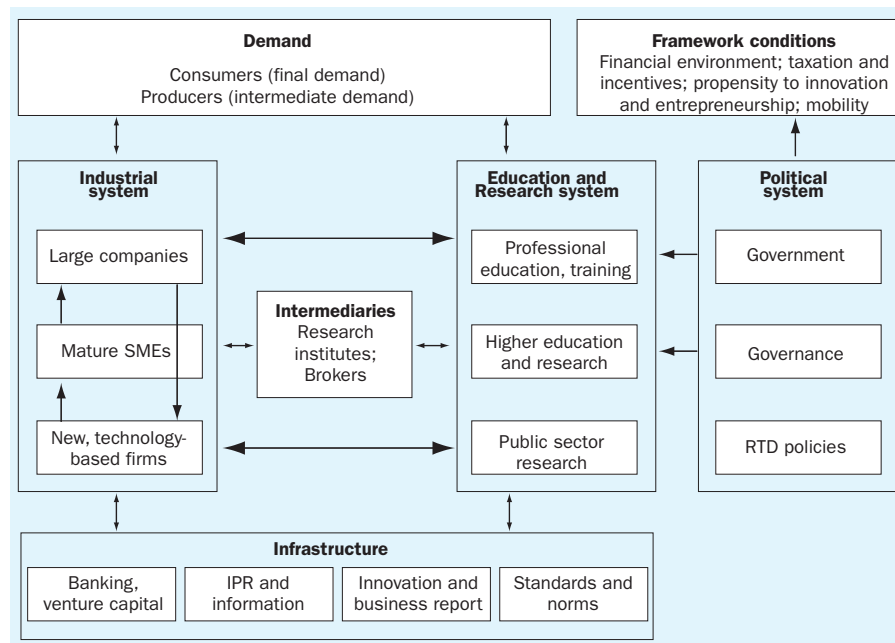 Demand
Consumers (final demand)
Producers (intermediate demand)
Framework conditions
Financial environment; taxation and
incentives; propensity to innovation
and entrepreneurship; mobility
Industrial
system
Large companies
Mature SMEs
New, technology-
based firms
Intermediaries
Research
institutes;
Brokers
Education and
Research system
Professional
education, training
Higher education
and research
Public sector
research
Political
system
Government
Governance
RTD policies
Infrastructure
Banking,
venture capital
IPR and
information
Innovation and
business report
Standards and
norms